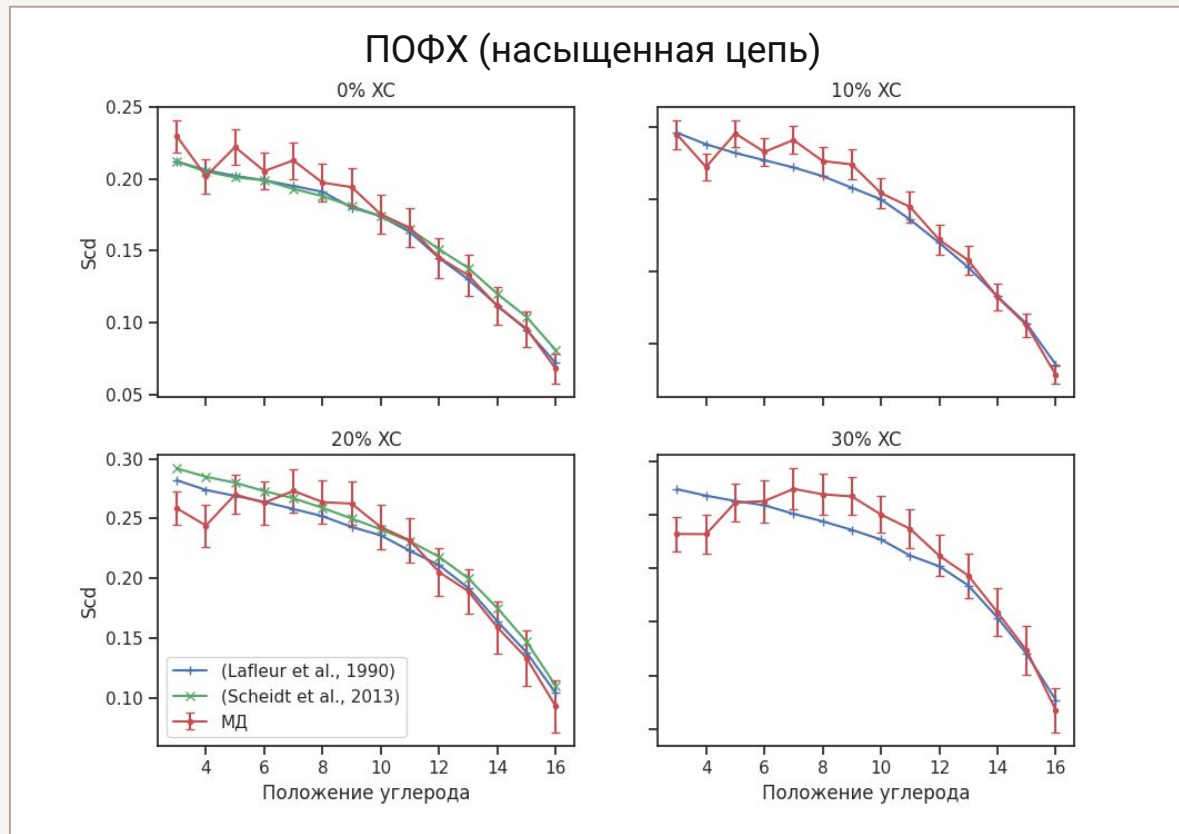 ПОФХ (насыщенная цепь)
0% ХС
10% ХС
0.25
0.20
0.15
0.10
0.05
Scd
20% ХС
30% ХС
0.30
0.25
0.20
0.15
0.10
Scd
(Lafleur et al., 1990)
(Scheidt et al., 2013)
МД
4 6 8 10 12 14 16
4 6 8 10 12 14 16
Положение углерода
Положение углерода